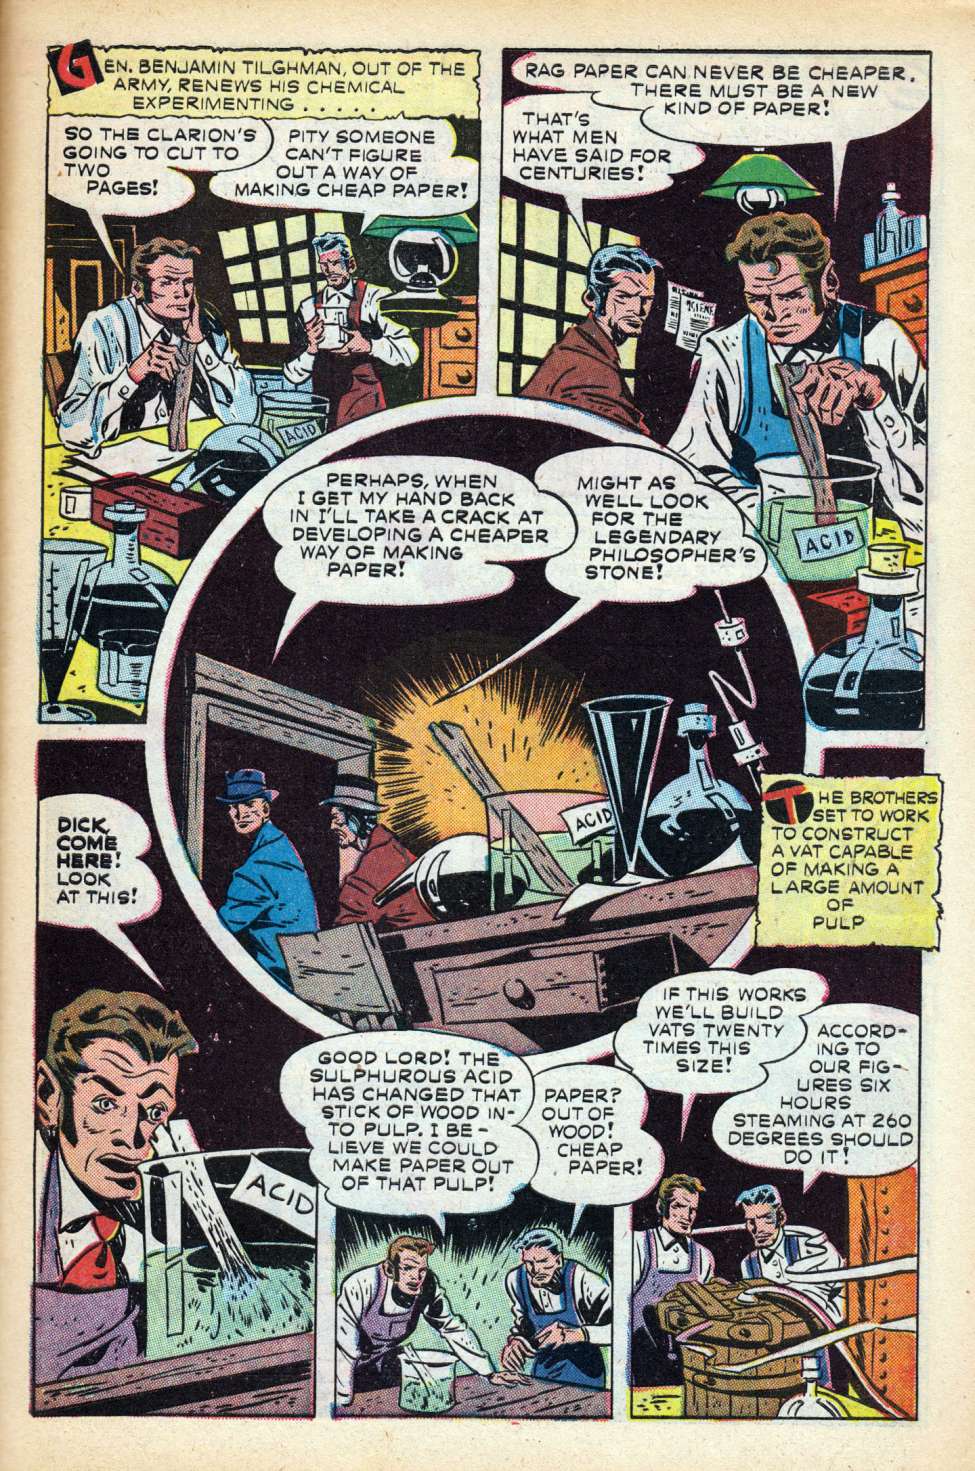 GEN. BENJAMIN TILGHMAN, OUT OF THE
ARMY, RENEWS HIS CHEMICAL
EXPERIMENTING . . . . .
SO THE CLARION'S
GOING TO CUT TO
TWO
PAGES!
PITY SOMEONE
CAN'T FIGURE
OUT A WAY OF
MAKING CHEAP PAPER!
ACID
RAG PAPER CAN NEVER BE CHEAPER.
THERE MUST BE A NEW
KIND OF PAPER!
THAT'S
WHAT MEN
HAVE SAID FOR
CENTURIES!
ACID
PERHAPS, WHEN
I GET MY HAND BACK
IN I'LL TAKE A CRACK AT
DEVELOPING A CHEAPER
WAY OF MAKING
PAPER!
MIGHT AS
WELL LOOK
FOR THE
LEGENDARY
PHILOSOPHER'S
STONE!
ACID
DICK,
COME
HERE!
LOOK
AT THIS!
ACID
GOOD LORD! THE
SULPHUROUS ACID
HAS CHANGED THAT
STICK OF WOOD IN-
TO PULP. I BE-
LIEVE WE COULD
MAKE PAPER OUT
OF THAT PULP!
PAPER?
OUT OF
WOOD!
CHEAP
PAPER!
THE BROTHERS
SET TO WORK
TO CONSTRUCT
A VAT CAPABLE
OF MAKING A
LARGE AMOUNT
OF
PULP
IF THIS WORKS
WE'LL BUILD
VATS TWENTY
TIMES THIS
SIZE!
ACCORD-
ING TO
OUR FIG-
URES SIX
HOURS
STEAMING AT 260
DEGREES SHOULD
DO IT!